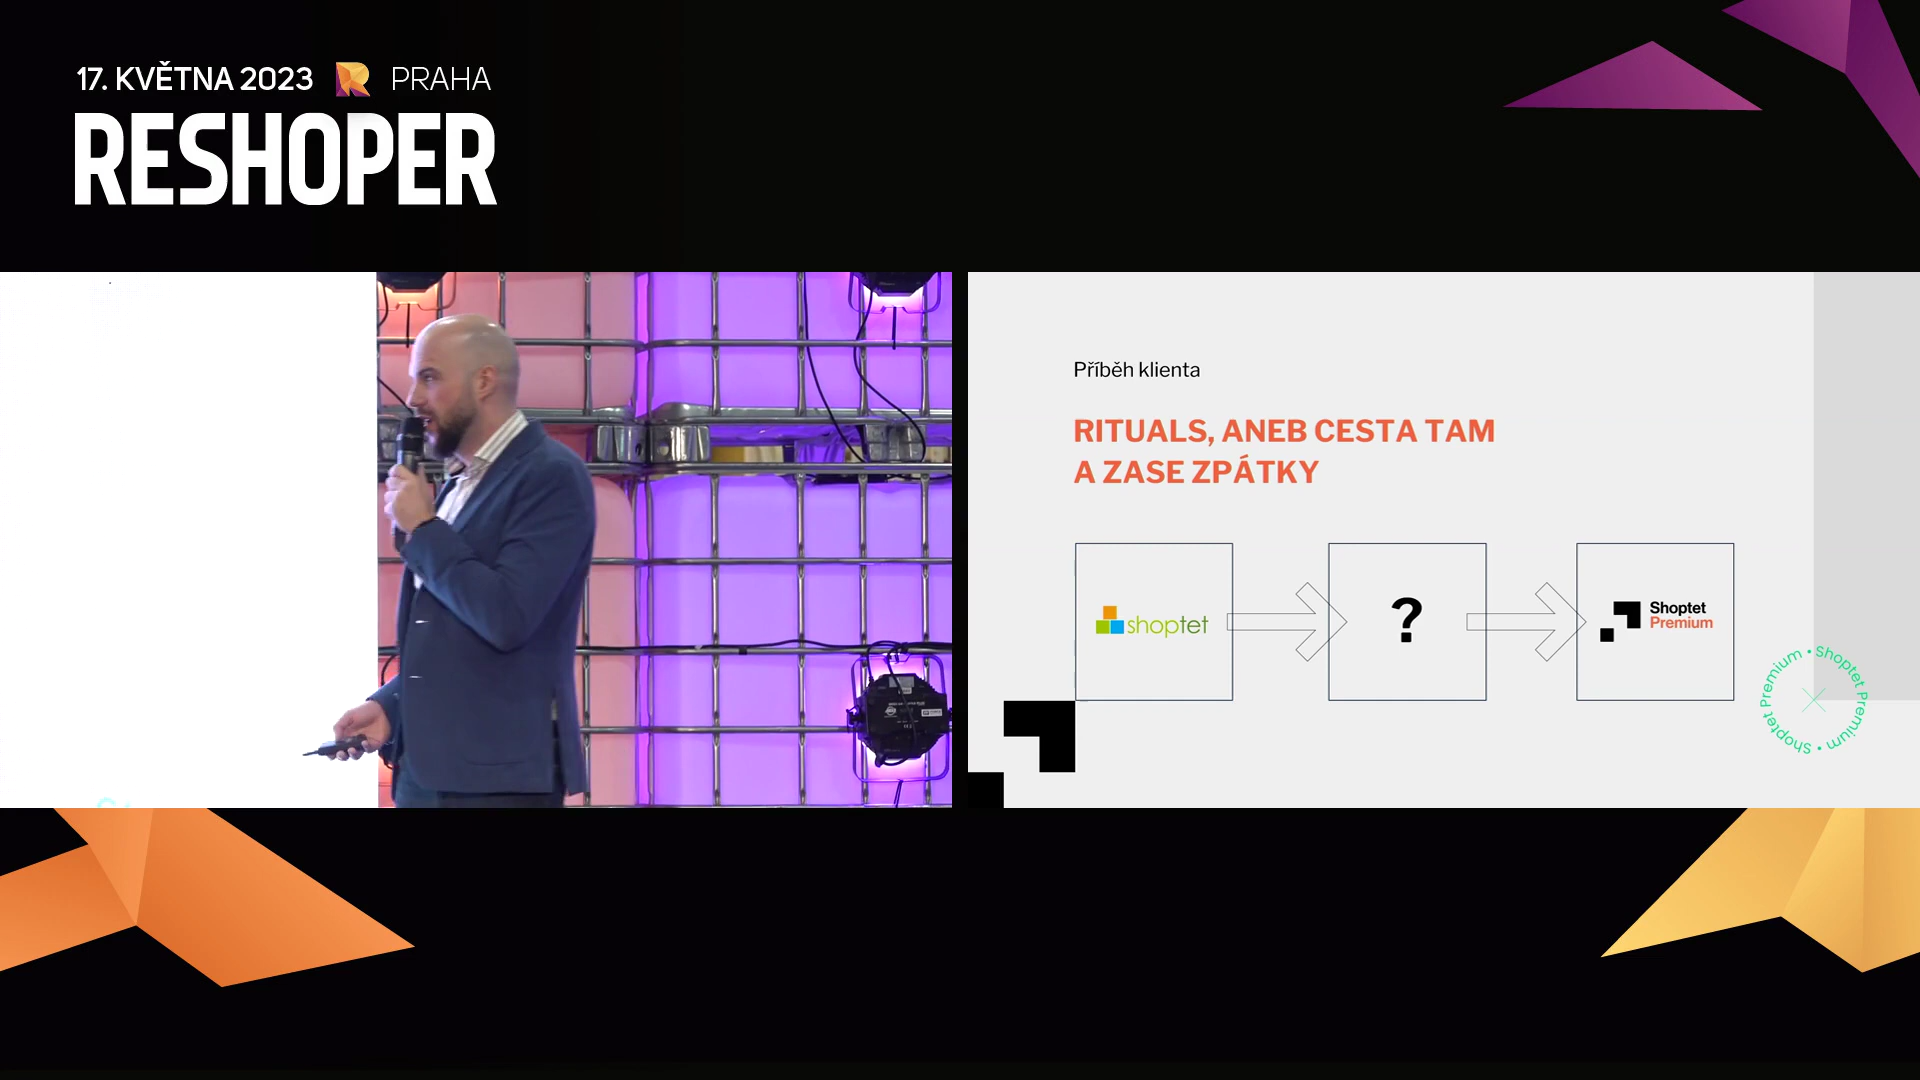 17. KVĚTNA 2023 PRAHA
RESHOPER
Příběh klienta
RITUALS, ANEB CESTA TAM
A ZASE ZPÁTKY
shoptet
?
Shoptet
Premium
Shoptet Premium • Shoptet Premium •